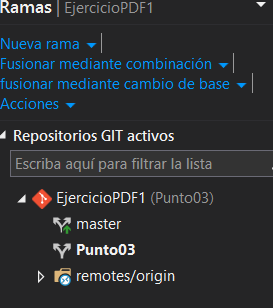 Ramas | EjercicioPDF1
Nueva rama
Fusionar mediante combinación
fusionar mediante cambio de base
Acciones
Repositorios GIT activos
Escriba aquí para filtrar la lista
EjercicioPDF1 (Punto03)
master
Punto03
remotes/origin